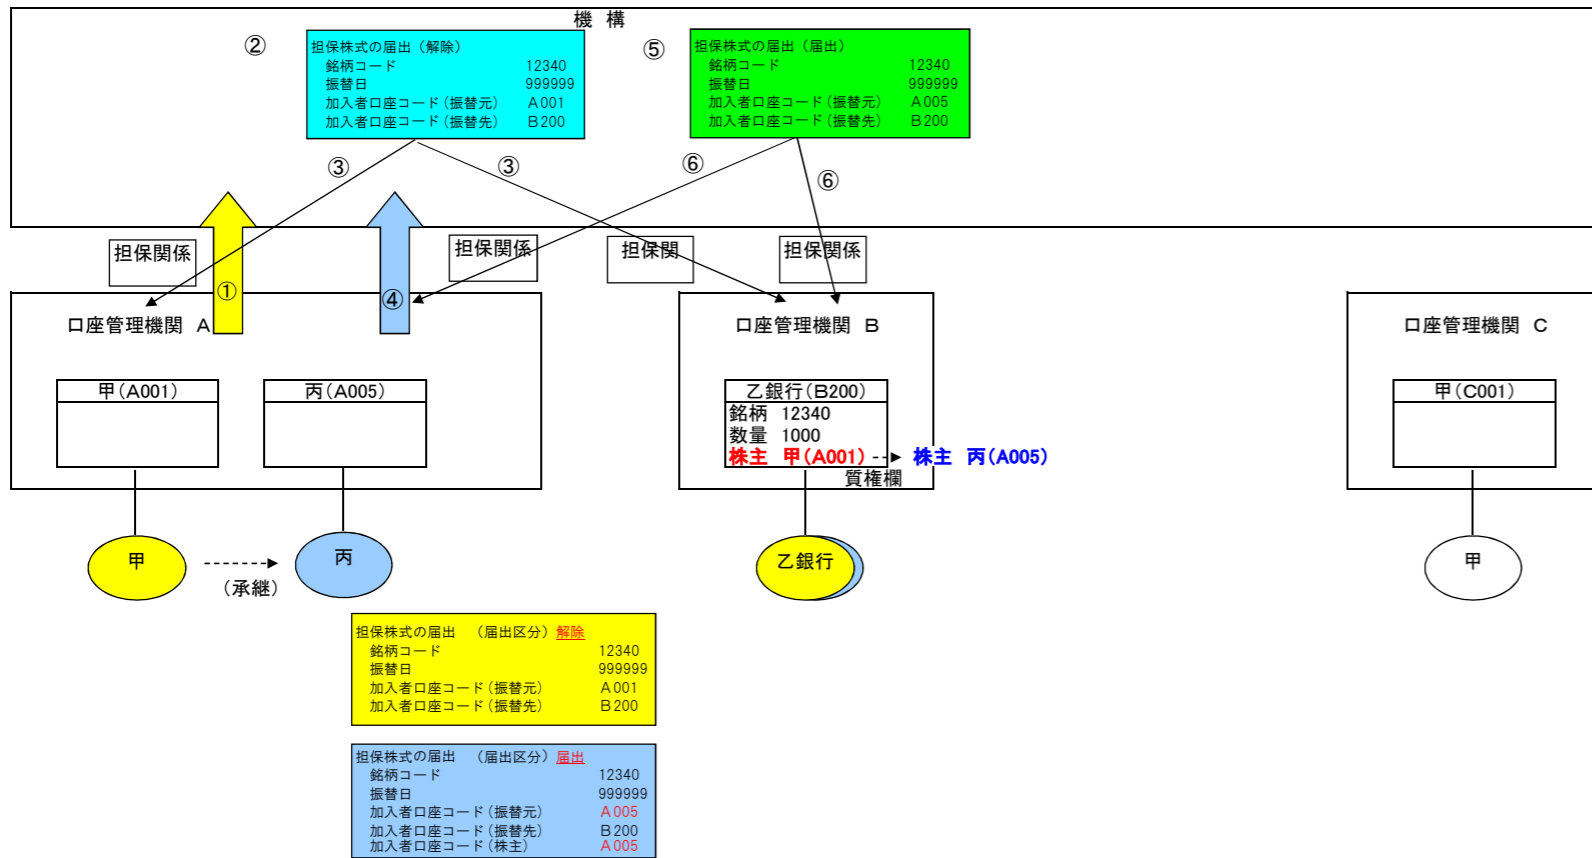 機 構
②
担保株式の届出（解除）
銘柄コード 12340
振替日 999999
加入者口座コード（振替元） A001
加入者口座コード（振替先） B200
⑤
担保株式の届出（届出）
銘柄コード 12340
振替日 999999
加入者口座コード（振替元） A005
加入者口座コード（振替先） B200
③
③
⑥
⑥
担保関係
担保関係
担保関
担保関係
①
④
口座管理機関 A
口座管理機関 B
口座管理機関 C
甲(A001)
丙(A005)
乙銀行(B200)
銘柄 12340
数量 1000
株主 甲(A001)
株主 丙(A005)
質権欄
甲(C001)
甲
(承継)
丙
乙銀行
甲
担保株式の届出 （届出区分）解除
銘柄コード 12340
振替日 999999
加入者口座コード（振替元） A001
加入者口座コード（振替先） B200
担保株式の届出 （届出区分）届出
銘柄コード 12340
振替日 999999
加入者口座コード（振替元） A005
加入者口座コード（振替先） B200
加入者口座コード（株主） A005